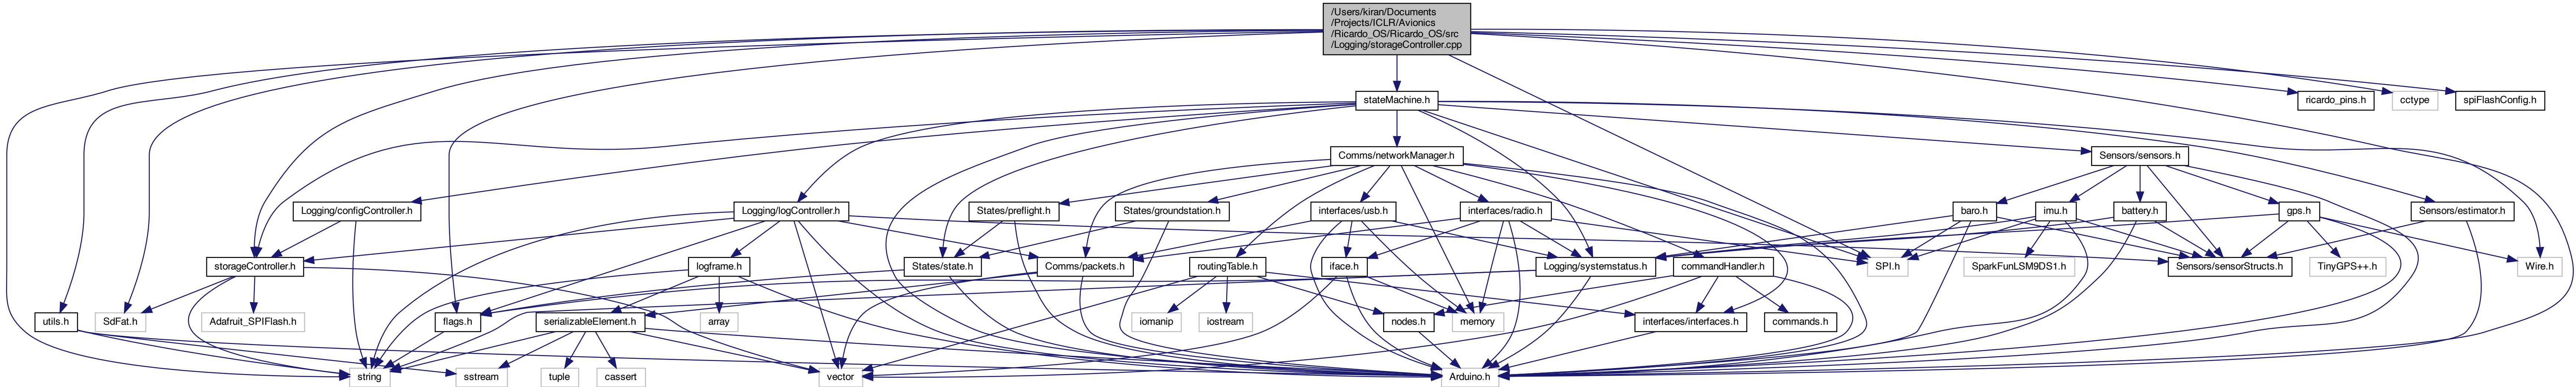 /Users/kiran/Documents
/Projects/ICLR/Avionics
/Ricardo_OS/Ricardo_OS/src
/Logging/storageController.cpp
stateMachine.h
ricardo_pins.h
cctype
spiFlashConfig.h
Comms/networkManager.h
Sensors/sensors.h
Logging/configController.h
Logging/logController.h
States/preflight.h
States/groundstation.h
interfaces/usb.h
interfaces/radio.h
baro.h
imu.h
battery.h
gps.h
Sensors/estimator.h
storageController.h
logframe.h
States/state.h
Comms/packets.h
routingTable.h
iface.h
Logging/systemstatus.h
commandHandler.h
SPI.h
SparkFunLSM9DS1.h
Sensors/sensorStructs.h
TinyGPS++.h
Wire.h
utils.h
SdFat.h
Adafruit_SPIFlash.h
flags.h
serializableElement.h
array
iomanip
iostream
nodes.h
memory
interfaces/interfaces.h
commands.h
string
sstream
tuple
cassert
vector
Arduino.h